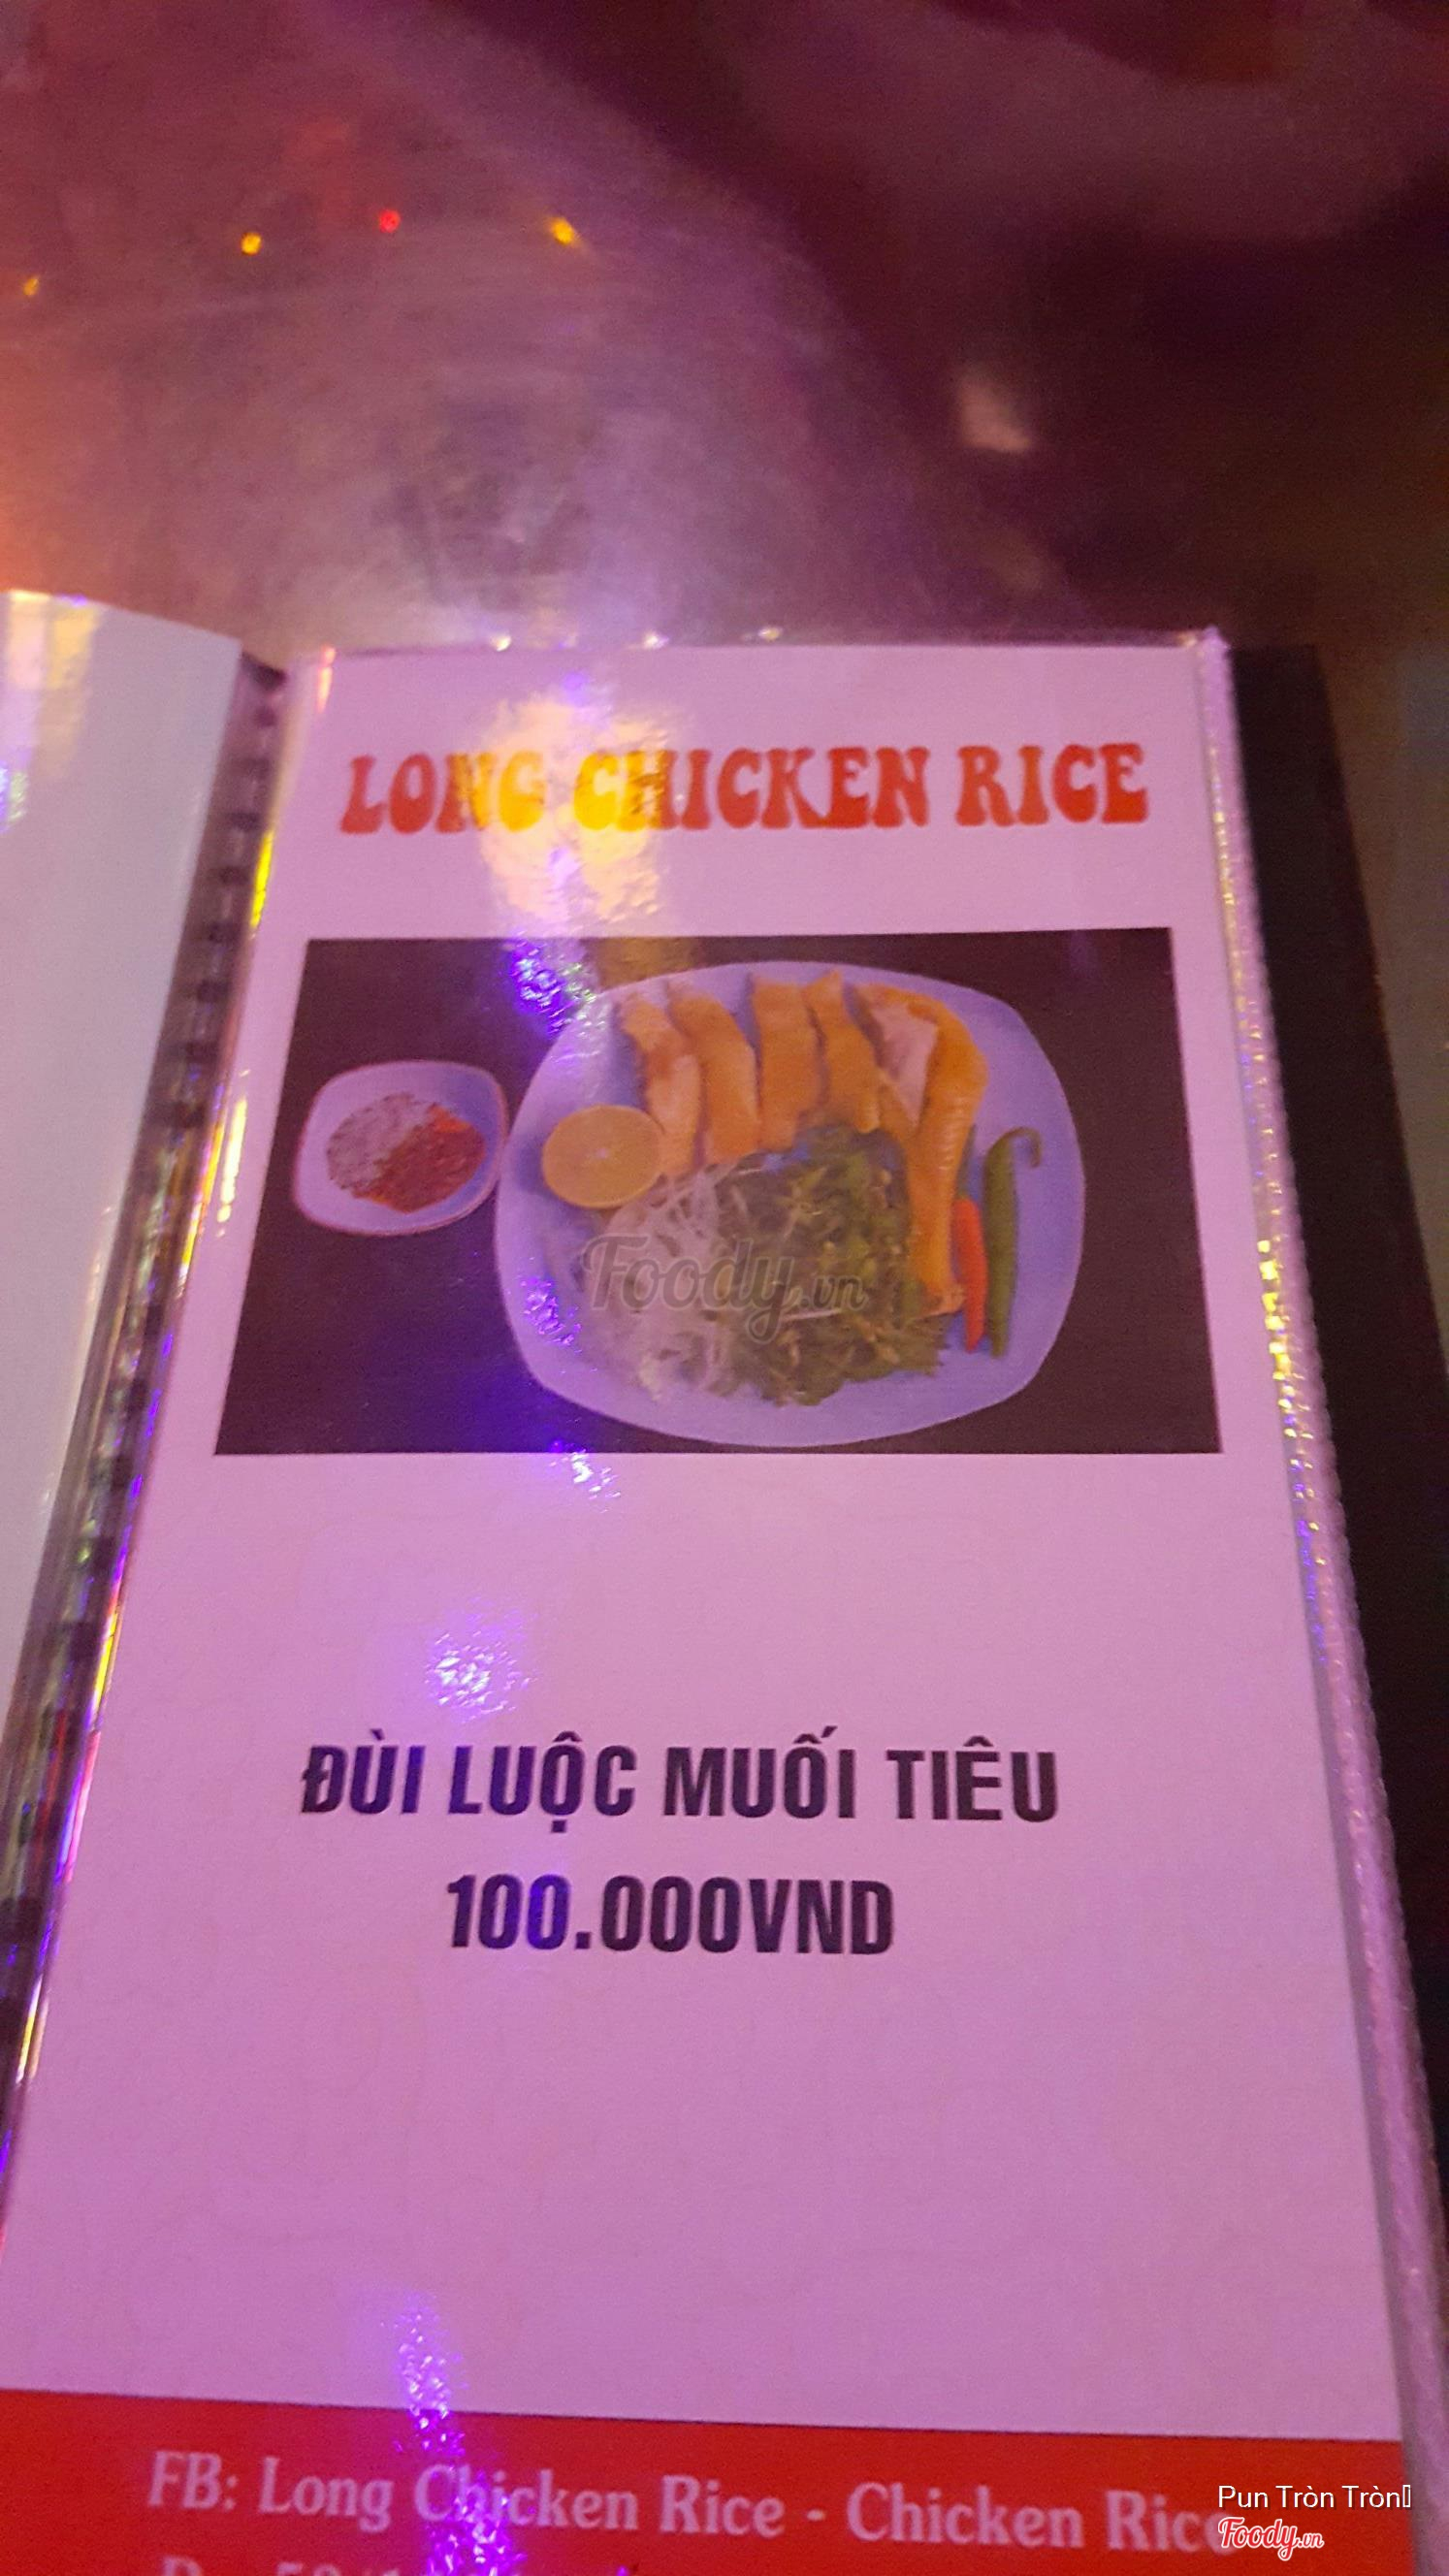 LONG CHICKEN RICE
Foody.vn
ĐÙI LUỘC MUỐI TIÊU
100.000VND
FB: Long Chicken Rice - Chicken Rice
Pun Tròn Tròn
Foody.vn